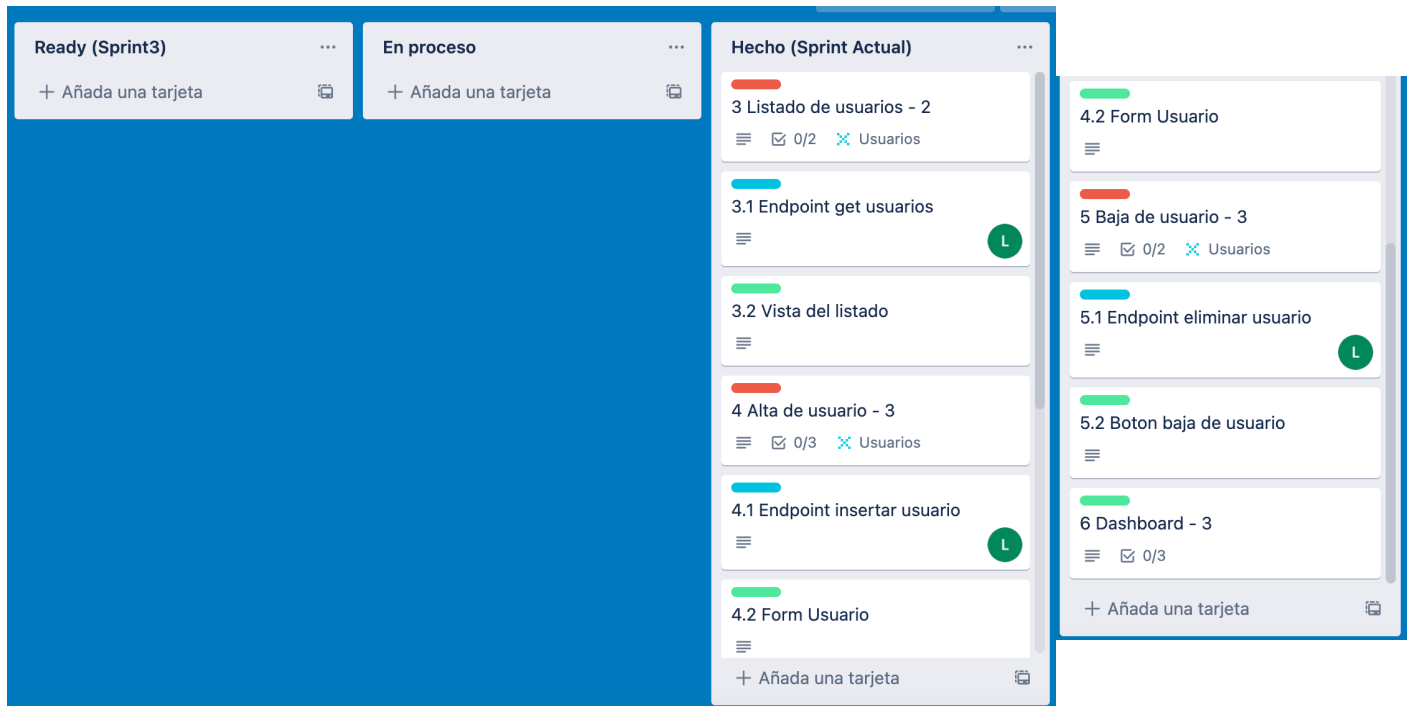 Ready (Sprint3)
Añada una tarjeta
En proceso
Añada una tarjeta
Hecho (Sprint Actual)
3 Listado de usuarios - 2
0/2 Usuarios
3.1 Endpoint get usuarios
L
3.2 Vista del listado
4 Alta de usuario - 3
0/3 Usuarios
4.1 Endpoint insertar usuario
L
4.2 Form Usuario
Añada una tarjeta
4.2 Form Usuario
5 Baja de usuario - 3
0/2 Usuarios
5.1 Endpoint eliminar usuario
L
5.2 Boton baja de usuario
6 Dashboard - 3
0/3
Añada una tarjeta